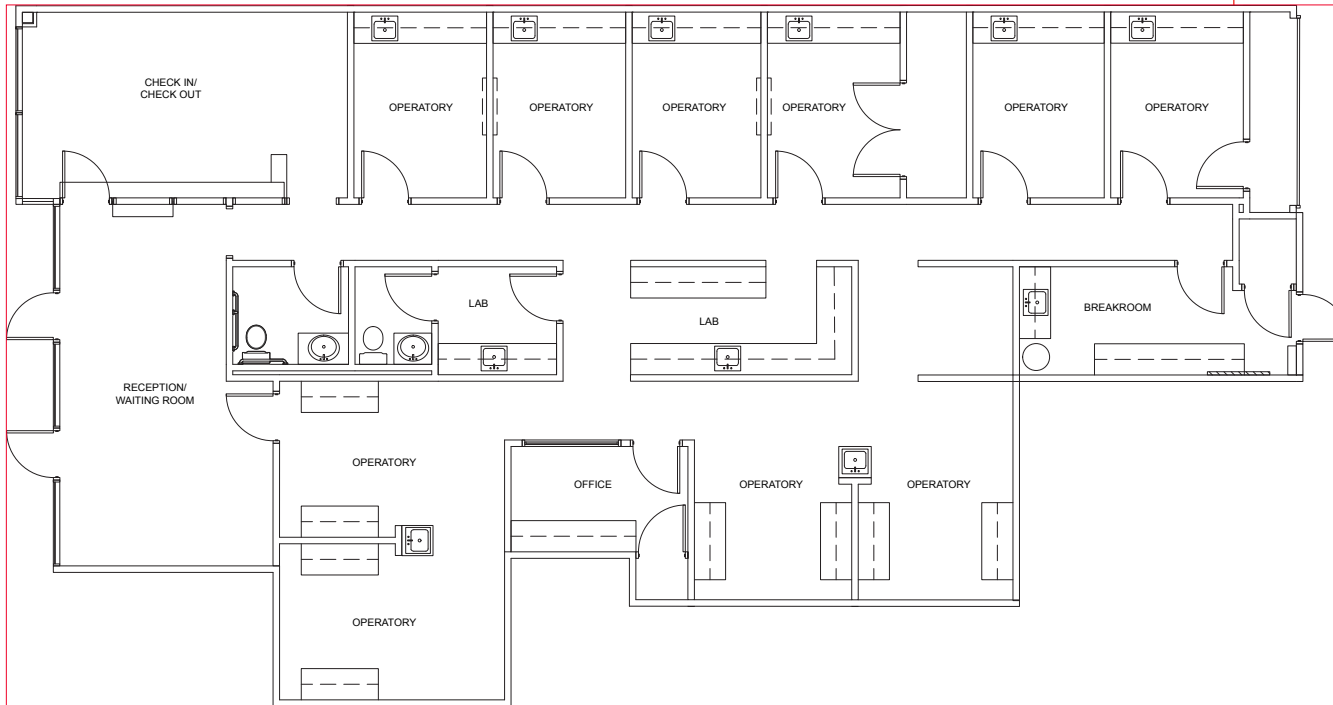 CHECK IN/
CHECK OUT
OPERATORY
OPERATORY
OPERATORY
OPERATORY
OPERATORY
OPERATORY
LAB
LAB
BREAKROOM
RECEPTION/
WAITING ROOM
OPERATORY
OFFICE
OPERATORY
OPERATORY
OPERATORY